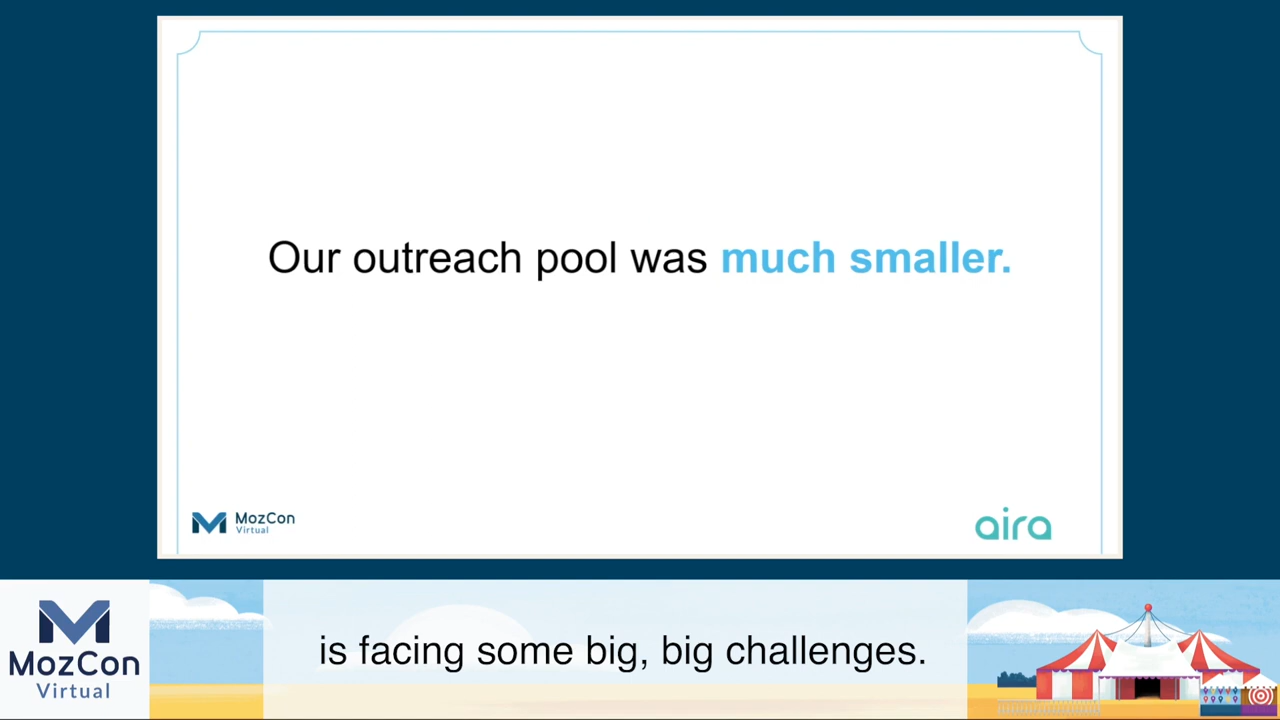 Our outreach pool was much smaller.
MozCon
Virtual
aira
MozCon
Virtual
is facing some big, big challenges.